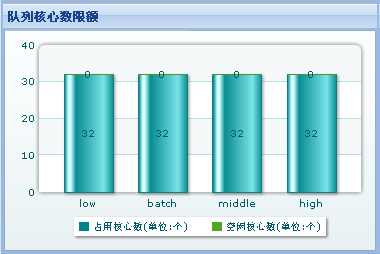 队列核心数限额
40
30
20
10
0
0 0 0 0
32 32 32 32
low batch middle high
占用核心数(单位:个) 空闲核心数(单位:个)